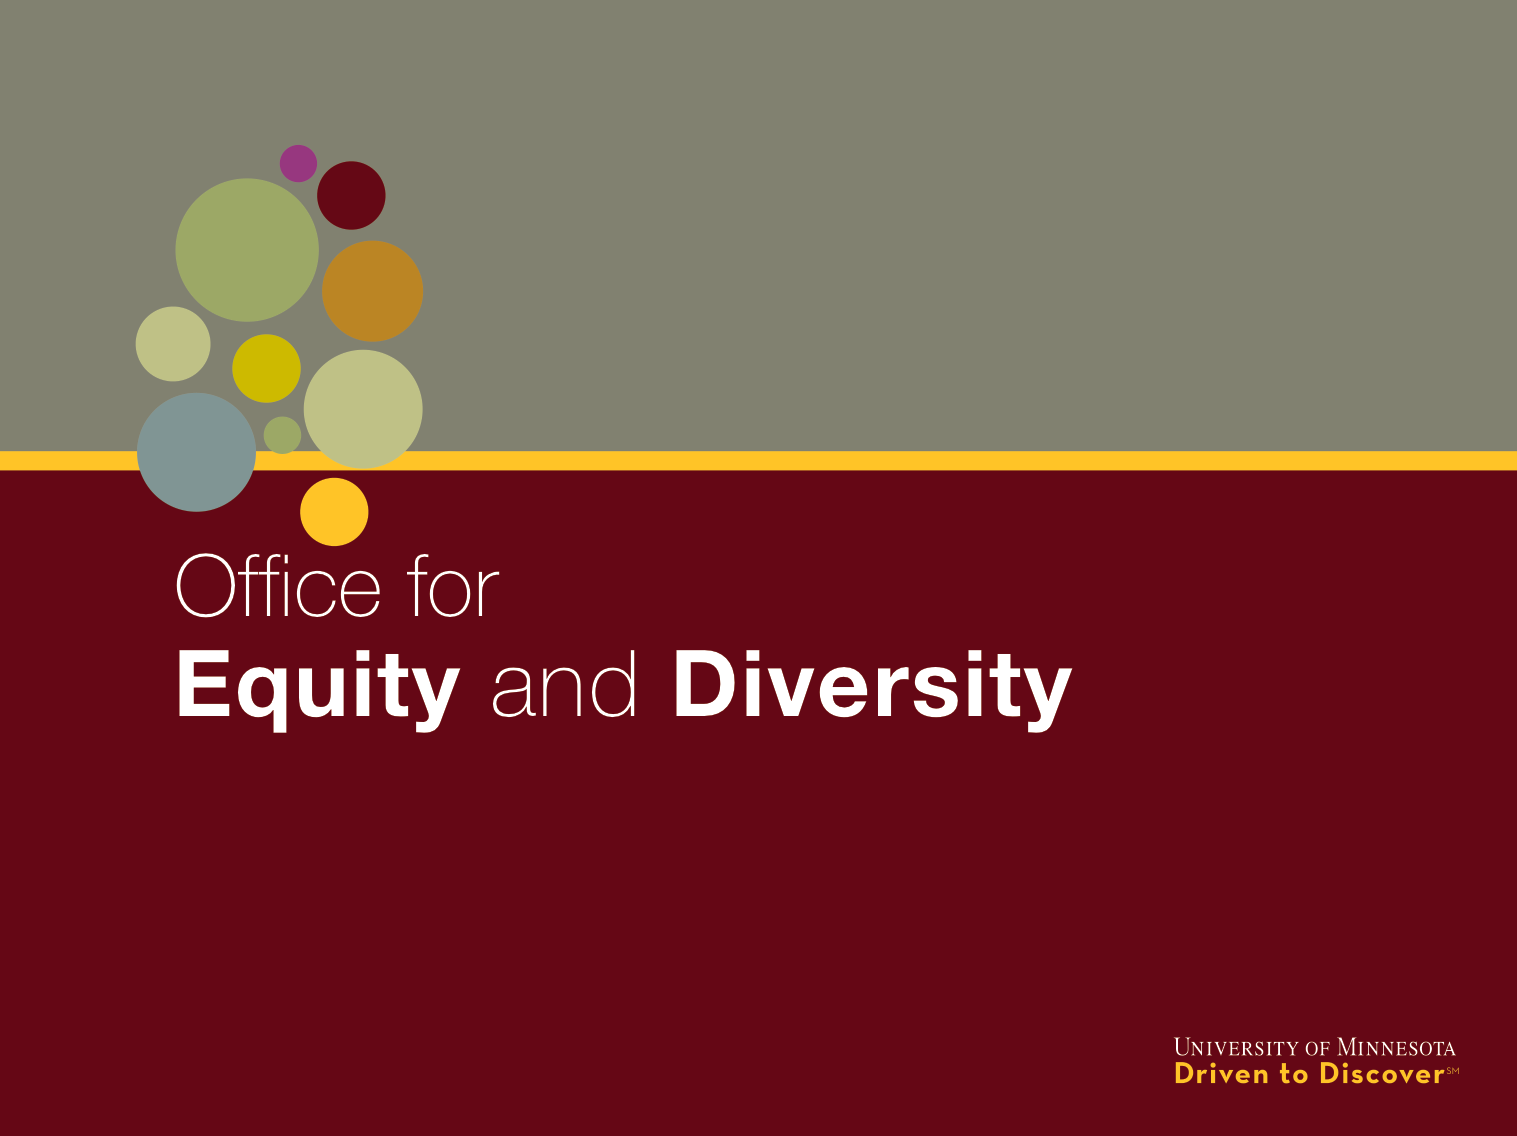 Office for
Equity and Diversity
UNIVERSITY OF MINNESOTA
Driven to Discover℠